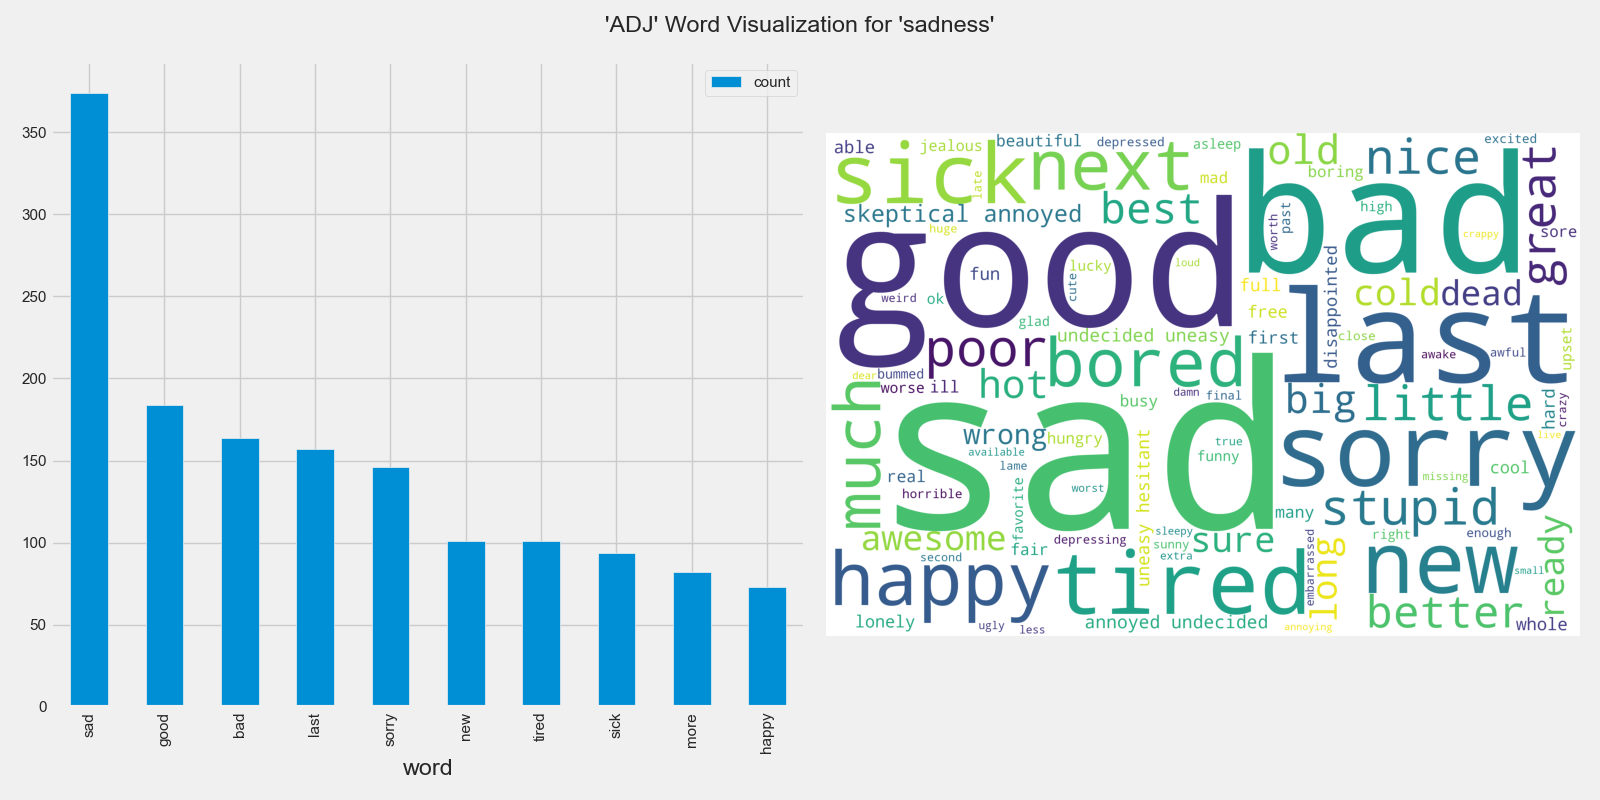 'ADJ' Word Visualization for 'sadness'
count
350
300
250
200
150
100
50
0
sad
good
bad
last
sorry
new
tired
sick
more
happy
word
able
jealous
beautiful
depressed
asleep
old
nice
excited
sick
next
late
mad
boring
great
bad
skeptical annoyed
best
worth
past
high
crappy
sore
huge
good
fun
lucky
loud
cute
weird
ok
full
disappointed
cold
dead
free
last
glad
undecided uneasy
first
close
awake
awful
upset
poor
bored
dear
bummed
worse
ill
hot
busy
damn
final
big
little
hard
crazy
much
sad
wrong
hungry
true
funny
available
lame
real
horrible
favorite
worst
uneasy hesitant
sorry
live
missing
cool
many
stupid
awesome
fair
depressing
sleepy
sunny
extra
sure
right
enough
second
happy
tired
embarrassed
long
new
small
ready
better
whole
lonely
ugly
less
annoyed undecided
annoying